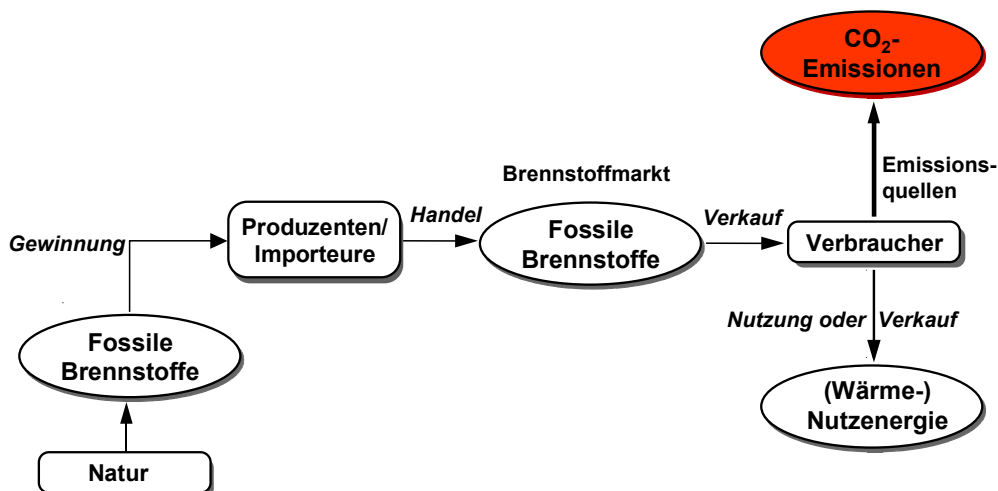 CO₂-
Emissionen
Emissions-
quellen
Brennstoffmarkt
Gewinnung
Produzenten/
Importeure
Handel
Fossile
Brennstoffe
Verkauf
Verbraucher
Nutzung oder Verkauf
Fossile
Brennstoffe
(Wärme-)
Nutzenergie
Natur